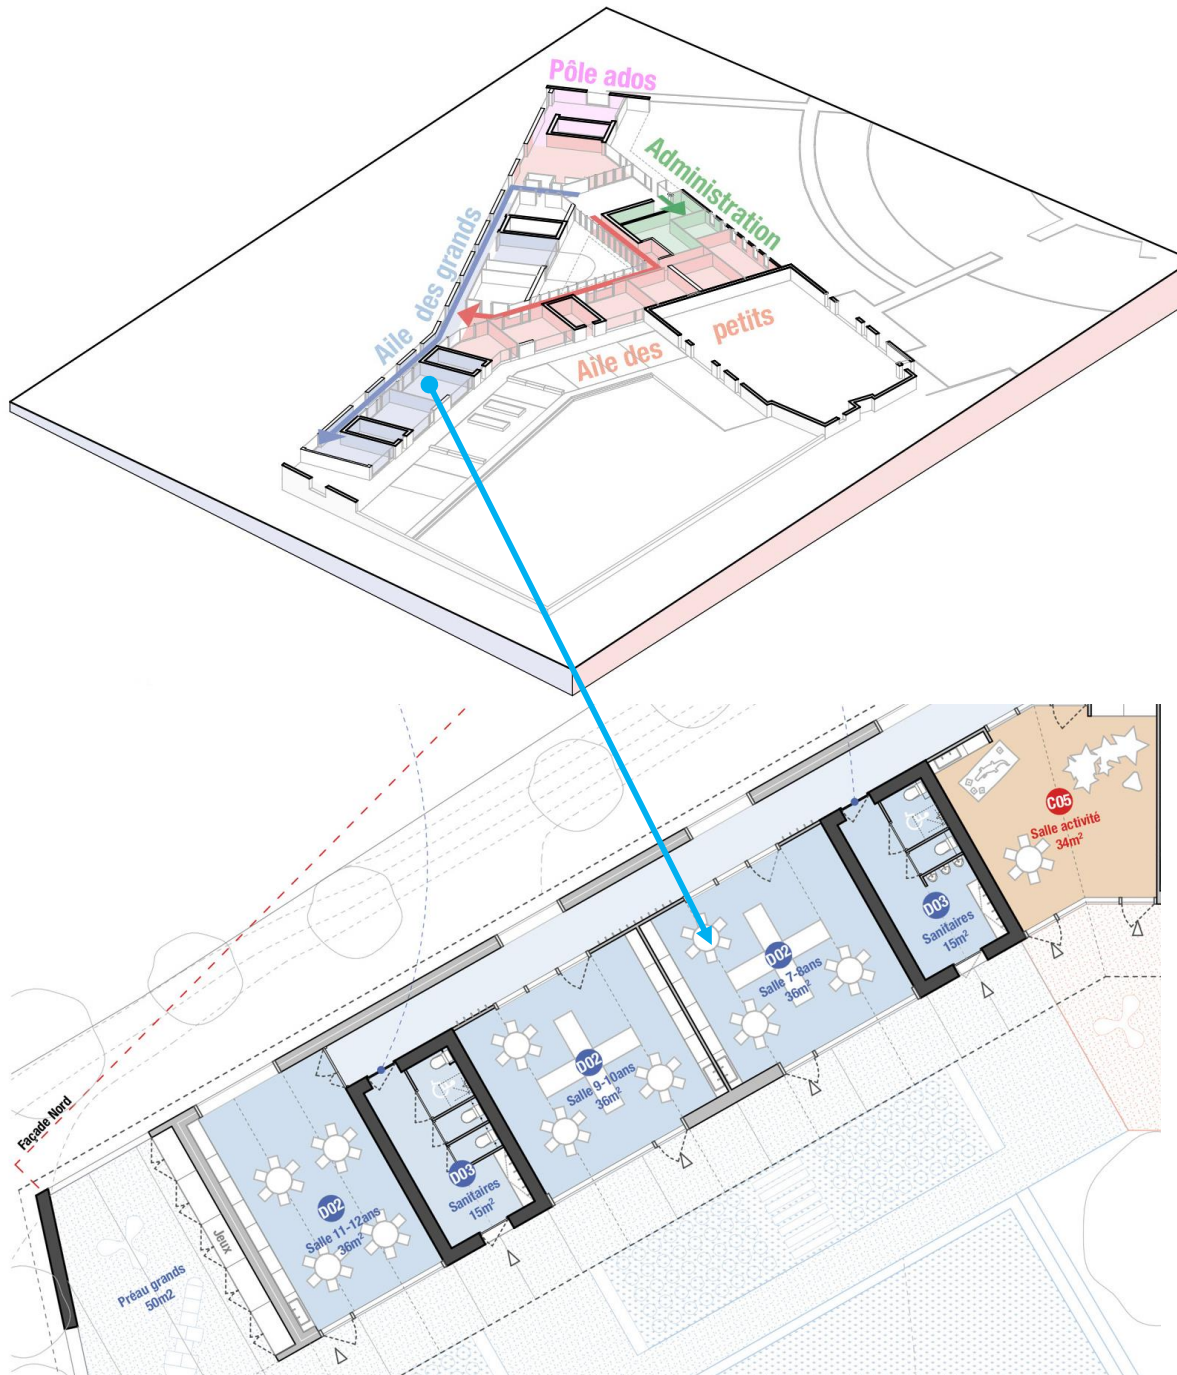 Pôle ados
Administration
Aile des grands
petits
Aîle des
C05
Salle activité
34m²
D03
Sanitaires
15m²
D02
Salle 7-8ans
36m²
D02
Salle 9-10ans
36m²
Façade Nord
D03
Sanitaires
15m²
D02
Salle 11-12ans
36m²
Jeux
Préau grands
50m2